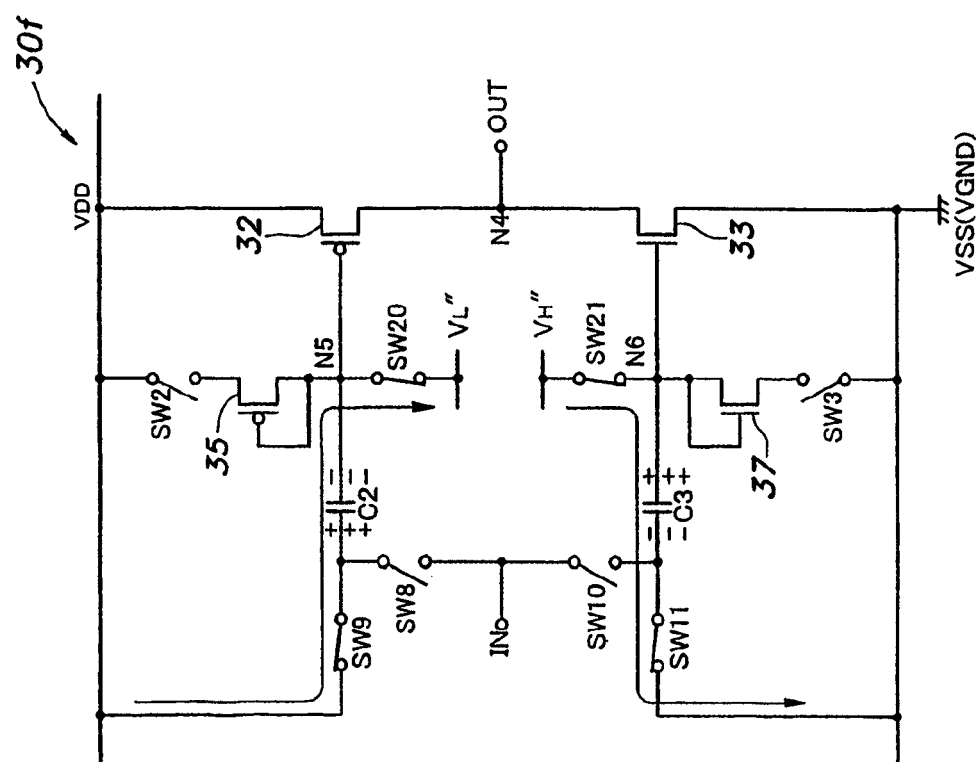 30f
VDD
32
OUT
N4
33
VSS(VGND)
SW2
35
N5
SW20
VL"
VH"
SW21
N6
37
SW3
+ + +
C2
- - -
- - -
C3
+ + +
SW8
IN
SW10
SW9
SW11